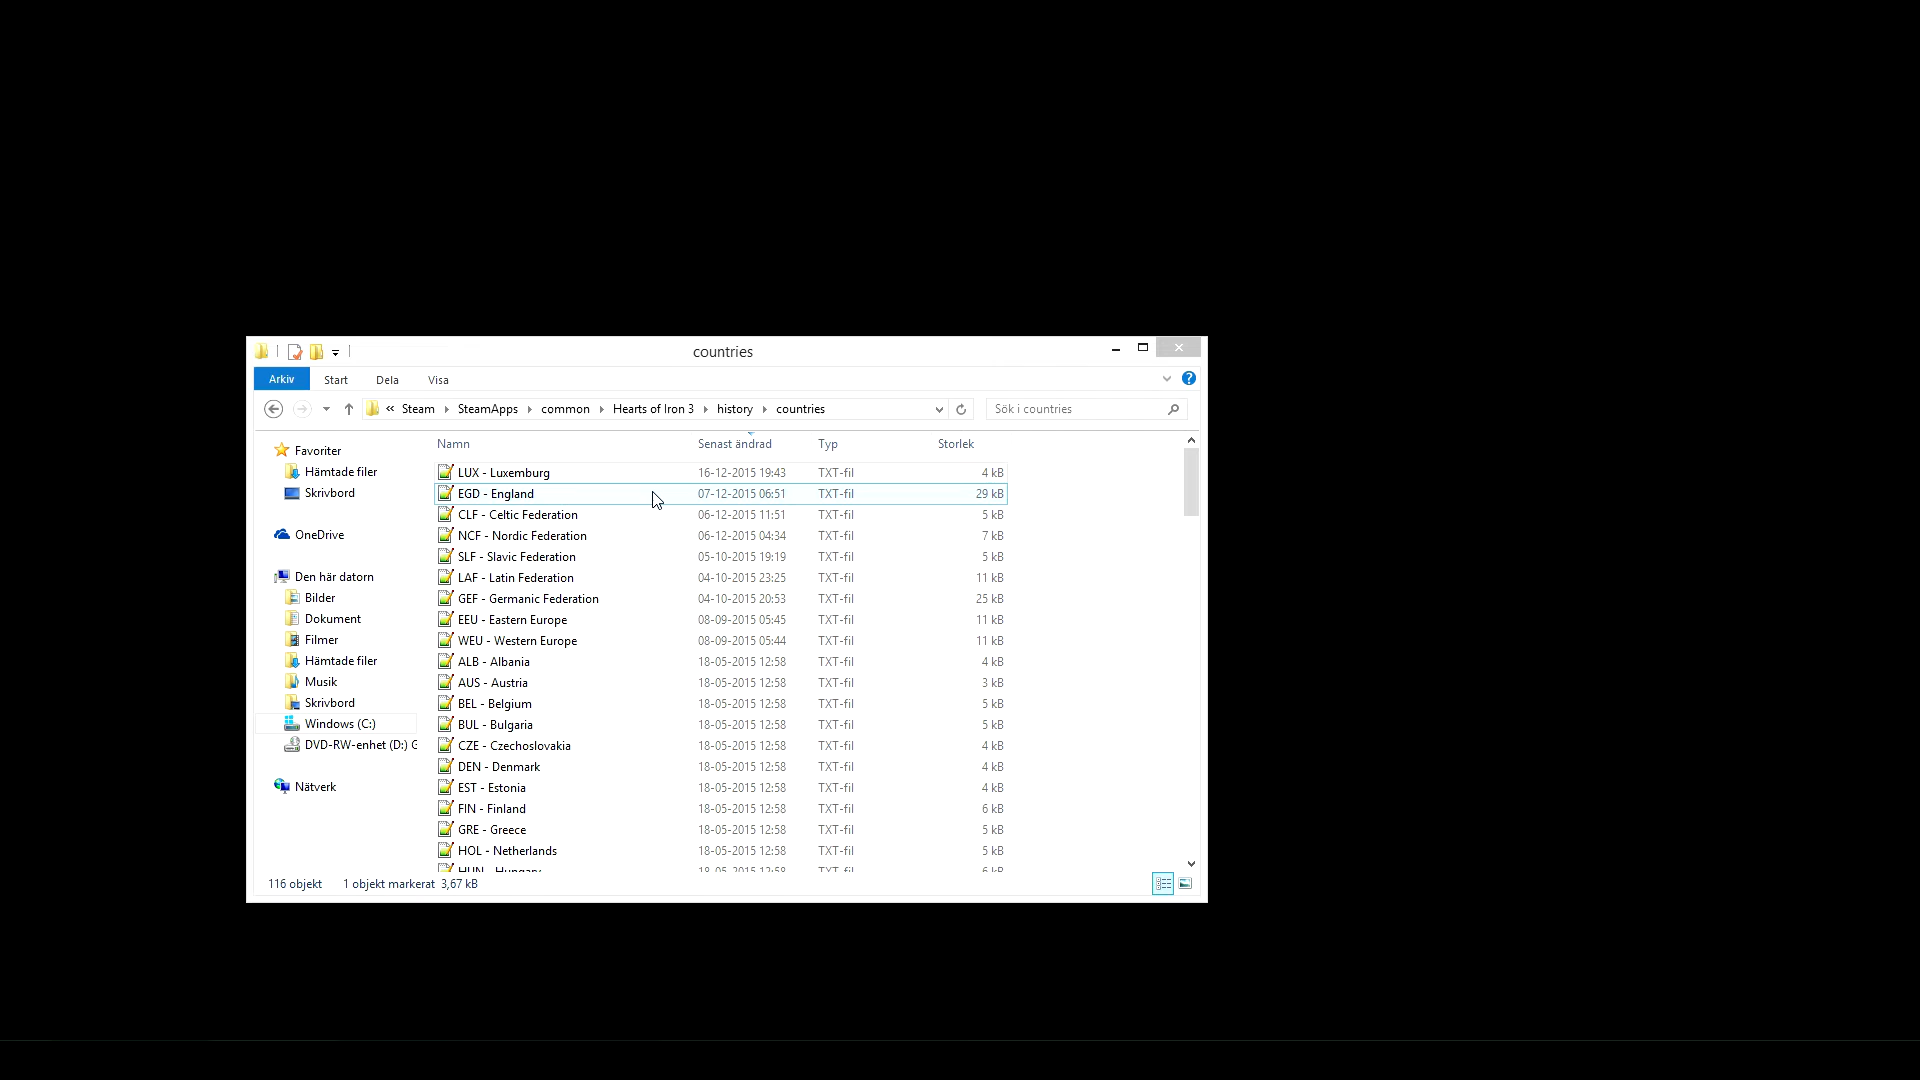 countries
Arkiv Start Dela Visa
« Steam SteamApps common Hearts of Iron 3 history countries Sök i countries
Favoriter
Hämtade filer
Skrivbord
OneDrive
Den här datorn
Bilder
Dokument
Filmer
Hämtade filer
Musik
Skrivbord
Windows (C:)
DVD-RW-enhet (D:) G
Nätverk
Namn Senast ändrad Typ Storlek
LUX - Luxemburg 16-12-2015 19:43 TXT-fil 4 kB
EGD - England 07-12-2015 06:51 TXT-fil 29 kB
CLF - Celtic Federation 06-12-2015 11:51 TXT-fil 5 kB
NCF - Nordic Federation 06-12-2015 04:34 TXT-fil 7 kB
SLF - Slavic Federation 05-10-2015 19:19 TXT-fil 5 kB
LAF - Latin Federation 04-10-2015 23:25 TXT-fil 11 kB
GEF - Germanic Federation 04-10-2015 20:53 TXT-fil 25 kB
EEU - Eastern Europe 08-09-2015 05:45 TXT-fil 11 kB
WEU - Western Europe 08-09-2015 05:44 TXT-fil 11 kB
ALB - Albania 18-05-2015 12:58 TXT-fil 4 kB
AUS - Austria 18-05-2015 12:58 TXT-fil 3 kB
BEL - Belgium 18-05-2015 12:58 TXT-fil 5 kB
BUL - Bulgaria 18-05-2015 12:58 TXT-fil 5 kB
CZE - Czechoslovakia 18-05-2015 12:58 TXT-fil 4 kB
DEN - Denmark 18-05-2015 12:58 TXT-fil 4 kB
EST - Estonia 18-05-2015 12:58 TXT-fil 4 kB
FIN - Finland 18-05-2015 12:58 TXT-fil 6 kB
GRE - Greece 18-05-2015 12:58 TXT-fil 5 kB
HOL - Netherlands 18-05-2015 12:58 TXT-fil 5 kB
HUN - Hungary 18-05-2015 12:58 TXT-fil 6 kB
116 objekt 1 objekt markerat 3,67 kB